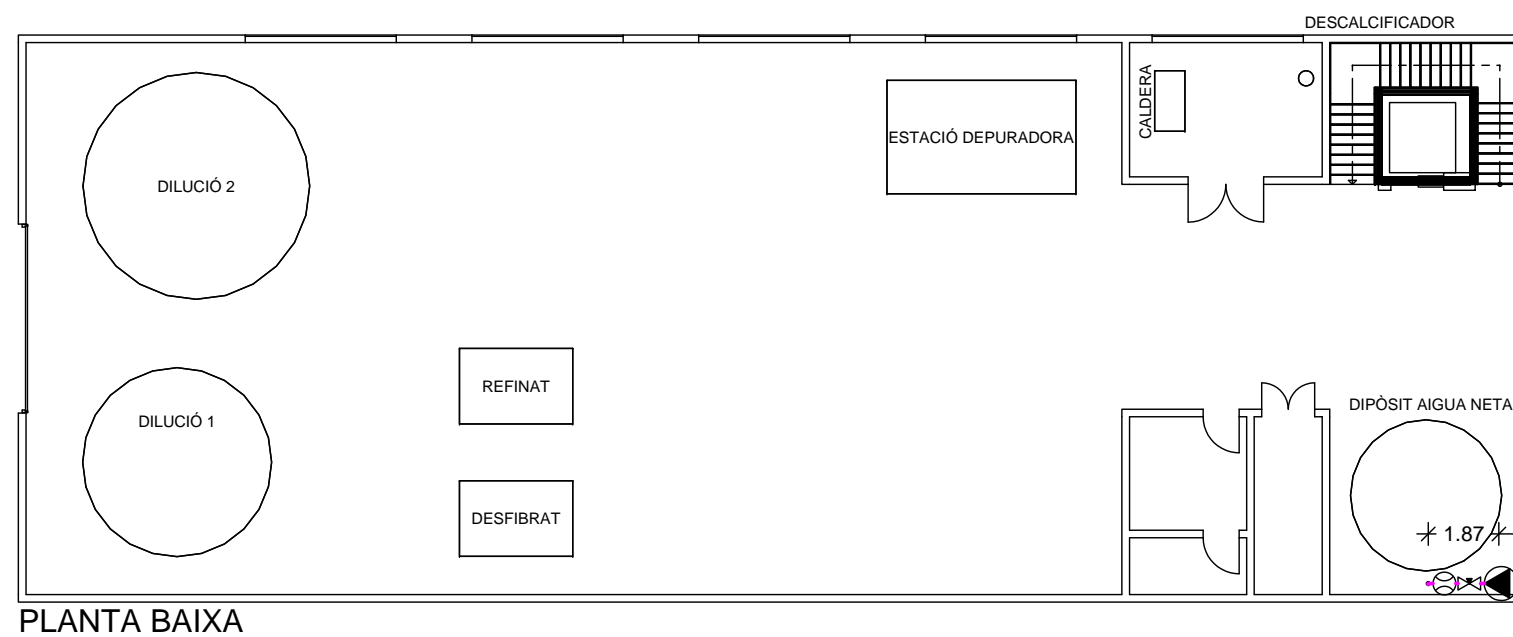 DESCALCIFICADOR
CALDERA
ESTACIÓ DEPURADORA
DILUCIÓ 2
REFINAT
DIPÒSIT AIGUA NETA
DILUCIÓ 1
DESFIBRAT
1.87
PLANTA BAIXA